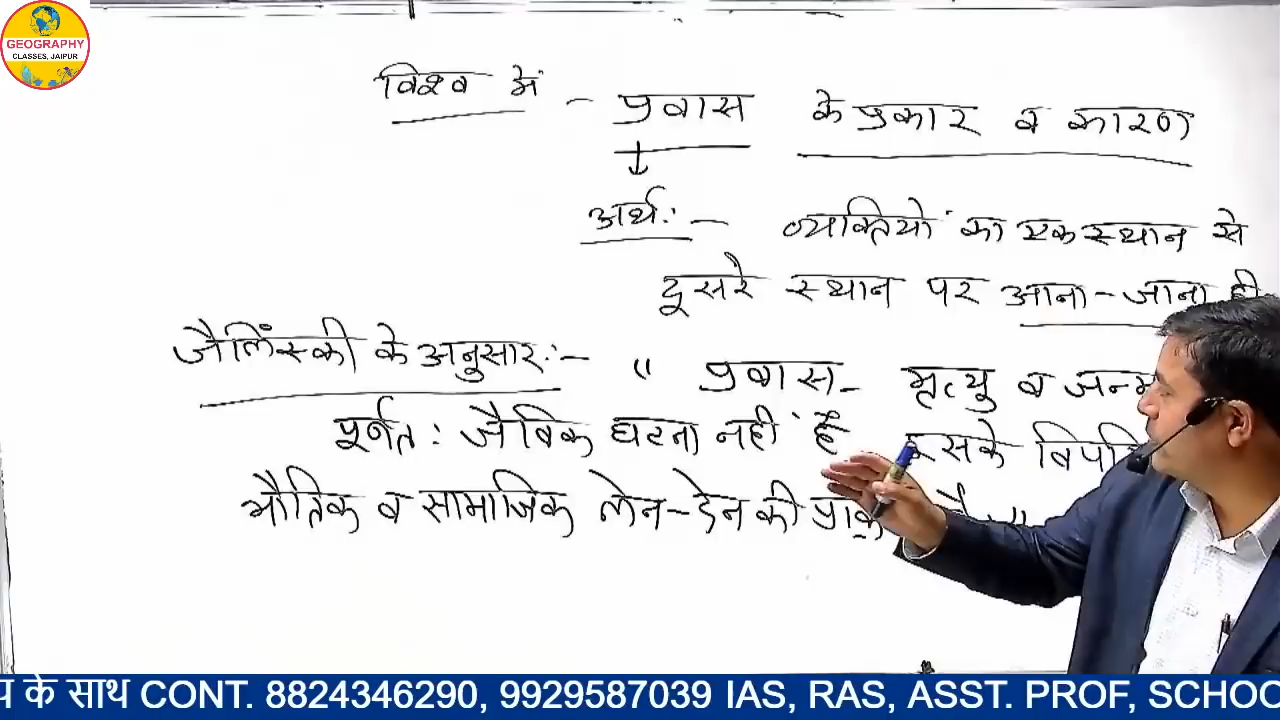 GEOGRAPHY
CLASSES, JAIPUR
विश्व में - प्रवास के प्रकार व कारण
अर्थः - व्यक्तियों का एक स्थान से
दूसरे स्थान पर आना - जाना ही
जैलिंस्की के अनुसारः - " प्रवास - मृत्यु व जन्म
पूर्णतः जैविक घटना नहीं है इसके
भौतिक व सामाजिक लेन-देन की
के साथ CONT. 8824346290, 9929587039 IAS, RAS, ASST. PROF, SCHOO